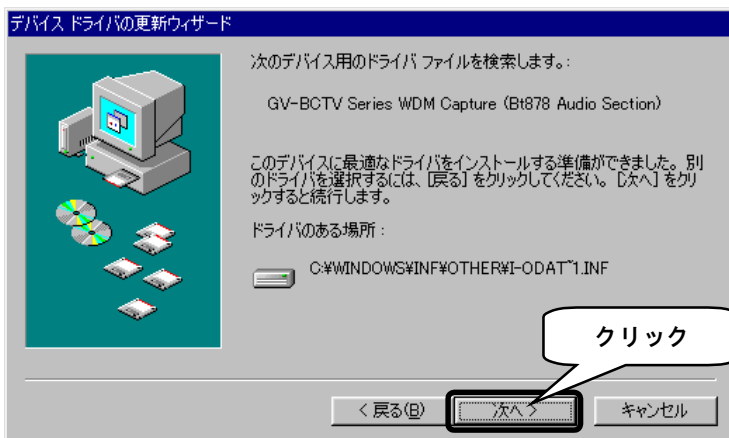 デバイス ドライバの更新ウィザード
次のデバイス用のドライバ ファイルを検索します。:
GV-BCTV Series WDM Capture (Bt878 Audio Section)
このデバイスに最適なドライバをインストールする準備ができました。別
のドライバを選択するには、[戻る] をクリックしてください。[次へ] をクリ
ックすると続行します。
ドライバのある場所:
C:¥WINDOWS¥INF¥OTHER¥I-ODAT~1.INF
クリック
< 戻る(B)
次へ >
キャンセル